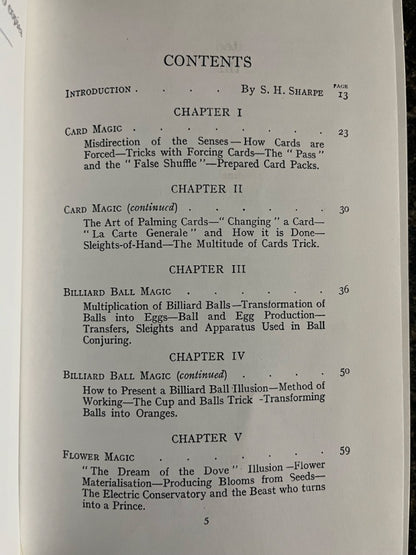 CONTENTS
PAGE
INTRODUCTION . . . . By S. H. SHARPE 13
CHAPTER I
CARD MAGIC . . . . . . . . 23
Misdirection of the Senses—How Cards are
Forced—Tricks with Forcing Cards—The "Pass"
and the "False Shuffle"—Prepared Card Packs.
CHAPTER II
CARD MAGIC (continued) . . . . . . 30
The Art of Palming Cards—"Changing" a Card—
"La Carte Generale" and How it is Done—
Sleights-of-Hand—The Multitude of Cards Trick.
CHAPTER III
BILLIARD BALL MAGIC . . . . . . 36
Multiplication of Billiard Balls—Transformation of
Balls into Eggs—Ball and Egg Production—
Transfers, Sleights and Apparatus Used in Ball
Conjuring.
CHAPTER IV
BILLIARD BALL MAGIC (continued) . . . . 50
How to Present a Billiard Ball Illusion—Method of
Working—The Cup and Balls Trick -Transforming
Balls into Oranges.
CHAPTER V
FLOWER MAGIC . . . . . . . 59
"The Dream of the Dove" Illusion—Flower
Materialisation—Producing Blooms from Seeds—
The Electric Conservatory and the Beast who turns
into a Prince.
5